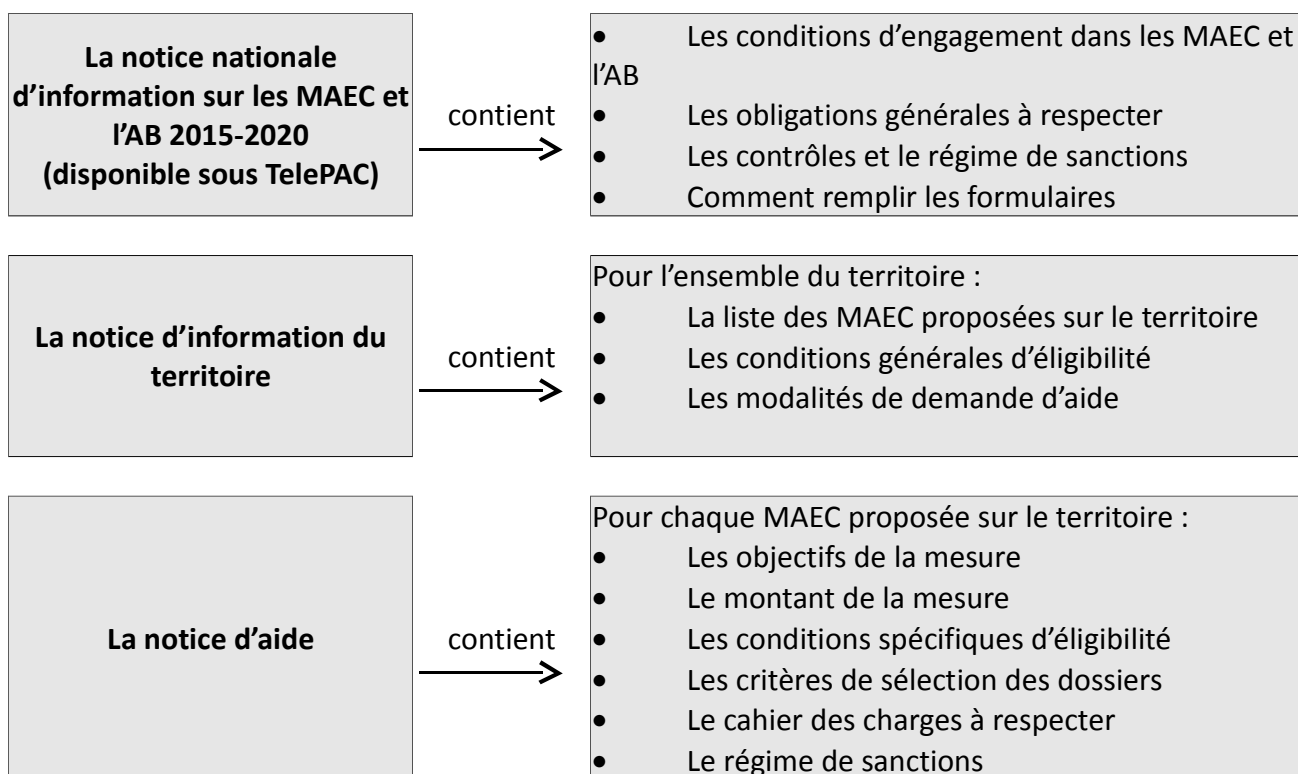 La notice nationale
d’information sur les MAEC et
l’AB 2015-2020
(disponible sous TelePAC)
contient
• Les conditions d’engagement dans les MAEC et
l’AB
• Les obligations générales à respecter
• Les contrôles et le régime de sanctions
• Comment remplir les formulaires
La notice d’information du
territoire
contient
Pour l’ensemble du territoire :
• La liste des MAEC proposées sur le territoire
• Les conditions générales d’éligibilité
• Les modalités de demande d’aide
La notice d’aide
contient
Pour chaque MAEC proposée sur le territoire :
• Les objectifs de la mesure
• Le montant de la mesure
• Les conditions spécifiques d’éligibilité
• Les critères de sélection des dossiers
• Le cahier des charges à respecter
• Le régime de sanctions